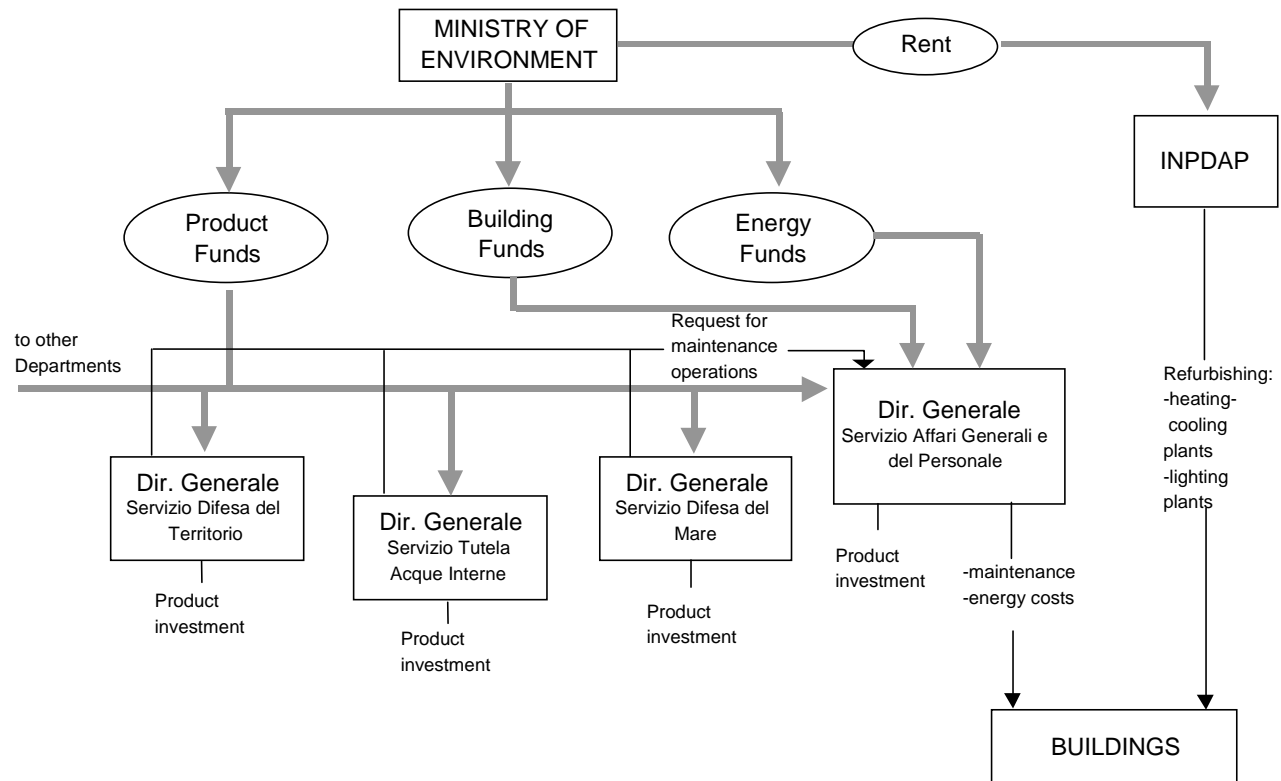 MINISTRY OF
ENVIRONMENT
Rent
INPDAP
Product
Funds
Building
Funds
Energy
Funds
to other
Departments
Request for
maintenance
operations
Dir. Generale
Servizio Difesa del
Territorio
Dir. Generale
Servizio Tutela
Acque Interne
Dir. Generale
Servizio Difesa del
Mare
Dir. Generale
Servizio Affari Generali e
del Personale
Refurbishing:
-heating-
cooling
plants
-lighting
plants
Product
investment
Product
investment
Product
investment
Product
investment
-maintenance
-energy costs
BUILDINGS